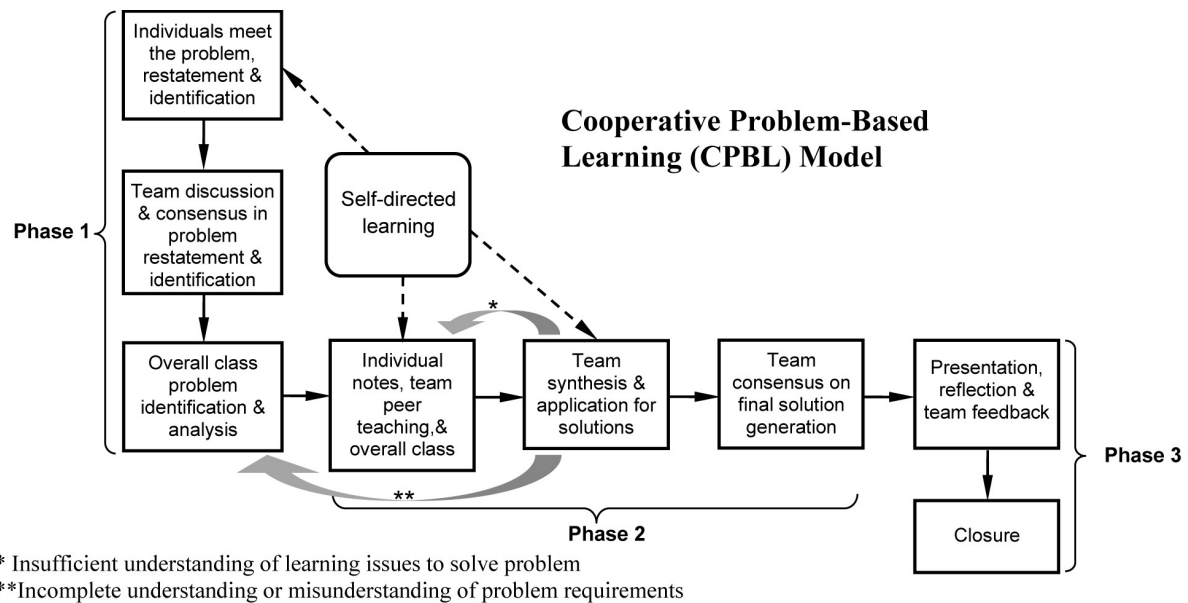 Individuals meet
the problem,
restatement &
identification
Cooperative Problem-Based
Learning (CPBL) Model
Self-directed
learning
Team discussion
& consensus in
problem
restatement &
identification
Phase 1
*
Overall class
problem
identification &
analysis
Individual
notes, team
peer
teaching,&
overall class
Team
synthesis &
application for
solutions
Team
consensus on
final solution
generation
Presentation,
reflection &
team feedback
Phase 3
**
Phase 2
Closure
* Insufficient understanding of learning issues to solve problem
**Incomplete understanding or misunderstanding of problem requirements